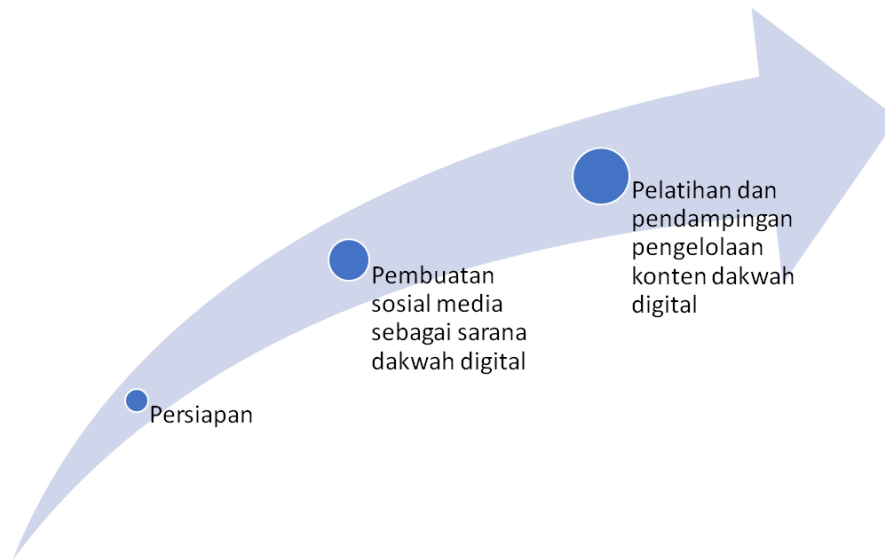 Persiapan
Pembuatan
sosial media
sebagai sarana
dakwah digital
Pelatihan dan
pendampingan
pengelolaan
konten dakwah
digital